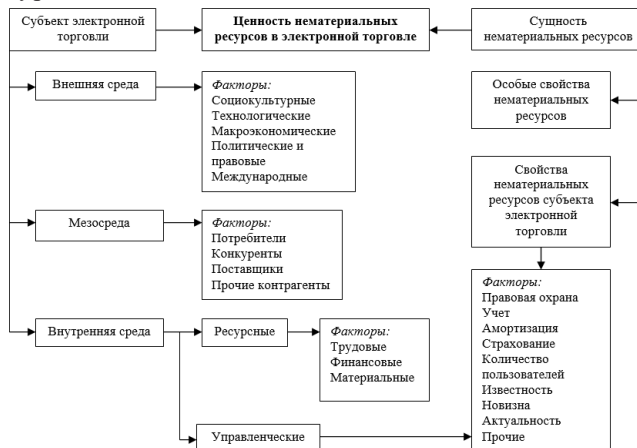 Субъект электронной
торговли
Ценность нематериальных
ресурсов в электронной торговле
Сущность
нематериальных ресурсов
Внешняя среда
Факторы:
Социокультурные
Технологические
Макроэкономические
Политические и
правовые
Международные
Особые свойства
нематериальных
ресурсов
Свойства
нематериальных
ресурсов субъекта
электронной
торговли
Мезосреда
Факторы:
Потребители
Конкуренты
Поставщики
Прочие контрагенты
Внутренняя среда
Ресурсные
Факторы:
Трудовые
Финансовые
Материальные
Управленческие
Факторы:
Правовая охрана
Учет
Амортизация
Страхование
Количество
пользователей
Известность
Новизна
Актуальность
Прочие